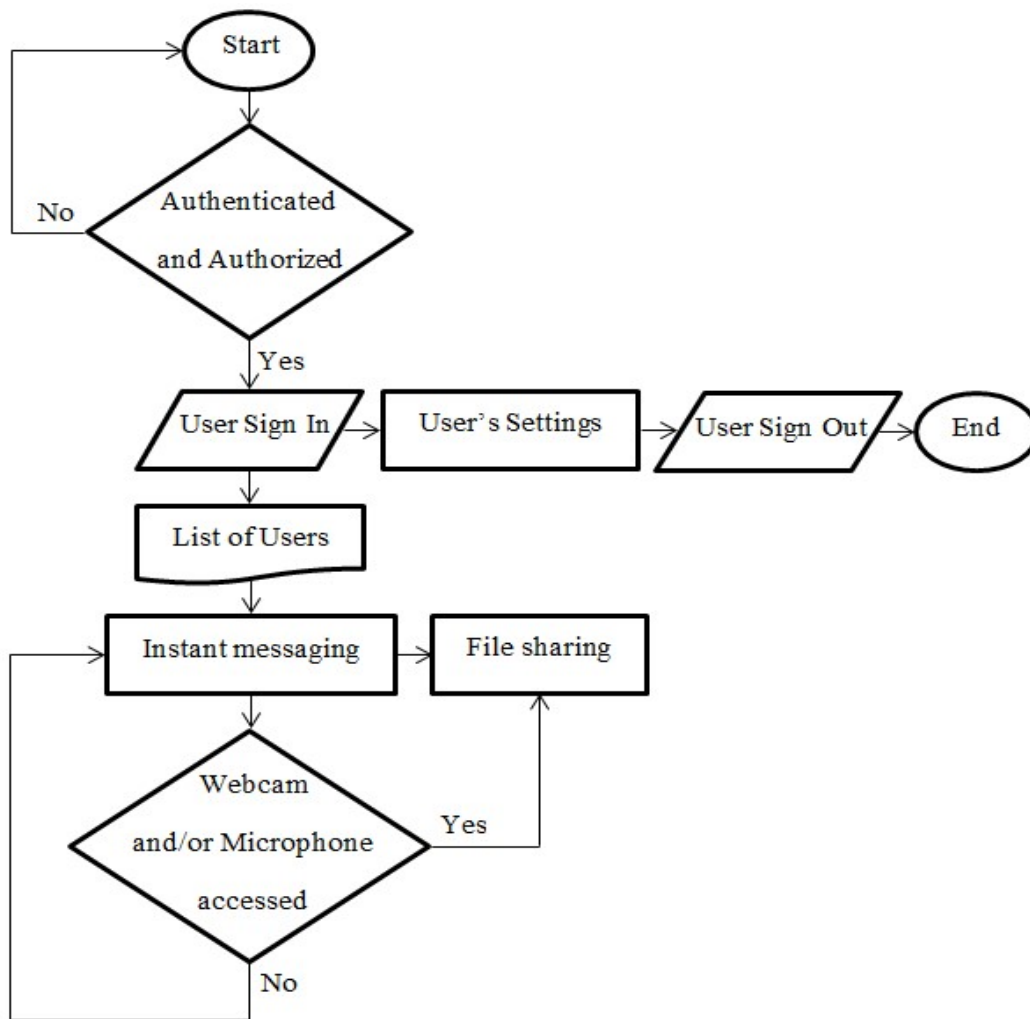 Start
No
Authenticated
and Authorized
Yes
User Sign In
User's Settings
User Sign Out
End
List of Users
Instant messaging
File sharing
Webcam
and/or Microphone
accessed
Yes
No